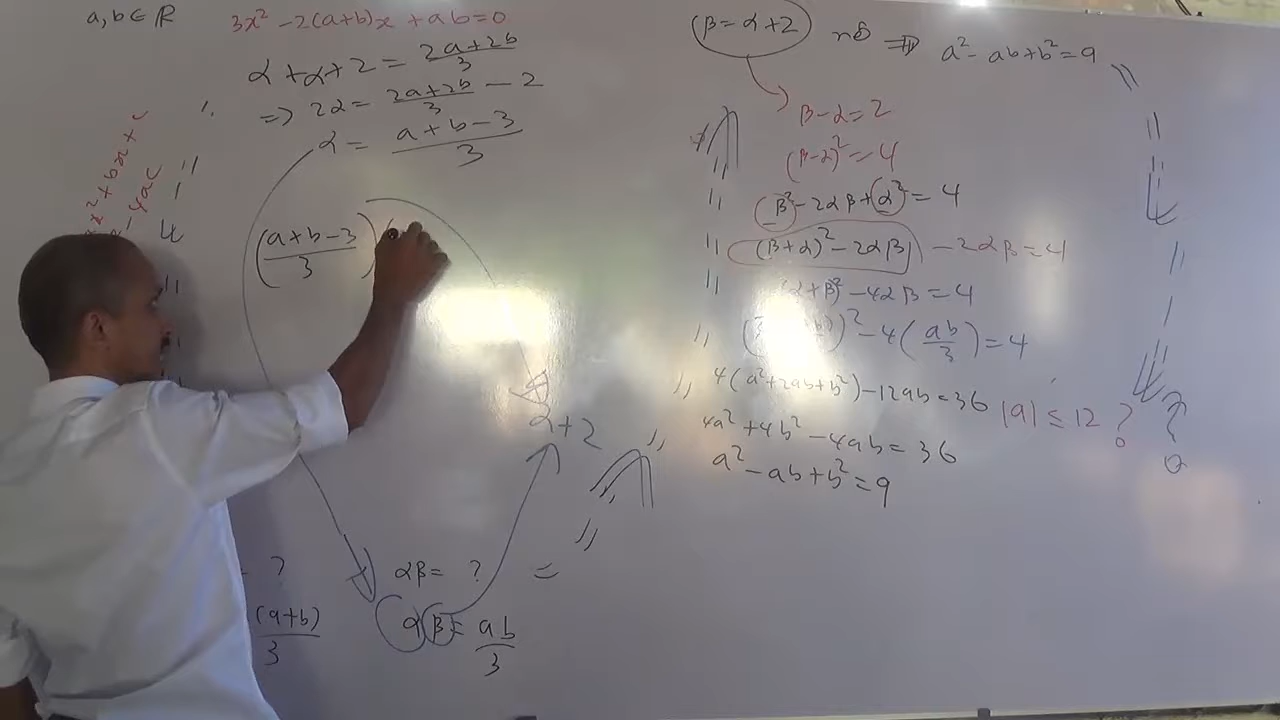 a, b ∈ ℝ
3x² - 2(a+b)x + ab = 0
α + α + 2 = (2a+2b)/3
⇒ 2α = (2a+2b)/3 - 2
α = (a+b-3)/3
((a+b-3)/3)
x² + bx + c
- 4ac
α + 2
?
αβ = ? =
(a+b)/3
αβ = ab/3
β = α + 2 ⇒ a² - ab + b² = 9
β - α = 2
(β-α)² = 4
β² - 2αβ + α² = 4
(β+α)² - 2αβ - 2αβ = 4
(α+β)² - 4αβ = 4
)² - 4(ab/3) = 4
4(a² + 2ab + b²) - 12ab = 36
4a² + 4b² - 4ab = 36
a² - ab + b² = 9
|a| ≤ 12 ?